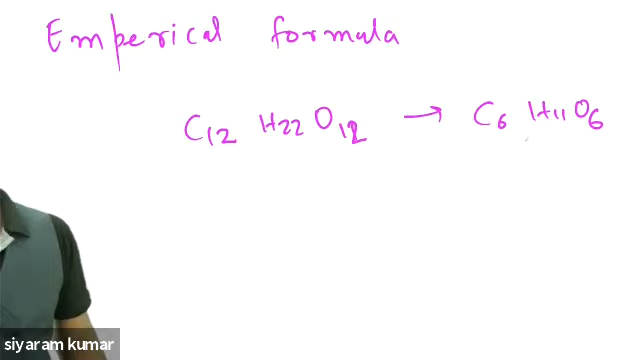 Emperical formula
C12 H22 O12 → C6 H11 O6
siyaram kumar